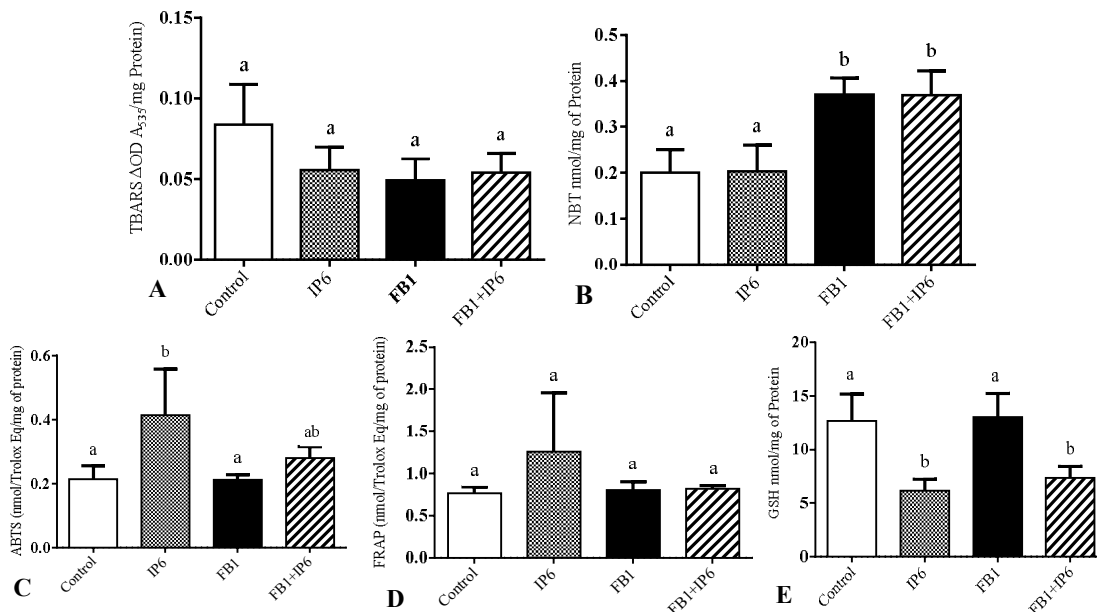 TBARS ΔOD A535/mg Protein)
0.15
0.10
0.05
0.00
a
a
a
a
Control
IP6
FB1
FB1+IP6
A
NBT nmol/mg of Protein
0.5
0.4
0.3
0.2
0.1
0.0
a
a
b
b
Control
IP6
FB1
FB1+IP6
B
ABTS (nmol/Trolox Eq/mg of protein)
0.6
0.4
0.2
0.0
a
b
a
ab
Control
IP6
FB1
FB1+IP6
C
FRAP (nmol/Trolox Eq/mg of protein)
2.5
2.0
1.5
1.0
0.5
0.0
a
a
a
a
Control
IP6
FB1
FB1+IP6
D
GSH nmol/mg of Protein
20
15
10
5
0
a
b
a
b
Control
IP6
FB1
FB1+IP6
E